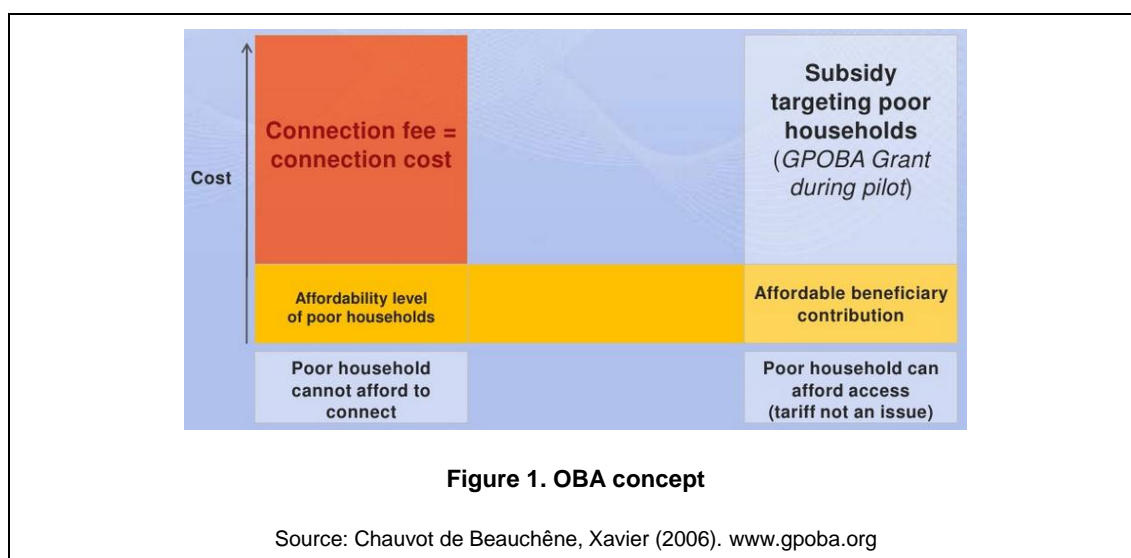 Cost
Connection fee =
connection cost
Affordability level
of poor households
Poor household
cannot afford to
connect
Subsidy
targeting poor
households
(GPOBA Grant
during pilot)
Affordable beneficiary
contribution
Poor household can
afford access
(tariff not an issue)
Figure 1. OBA concept
Source: Chauvot de Beauchêne, Xavier (2006). www.gpoba.org